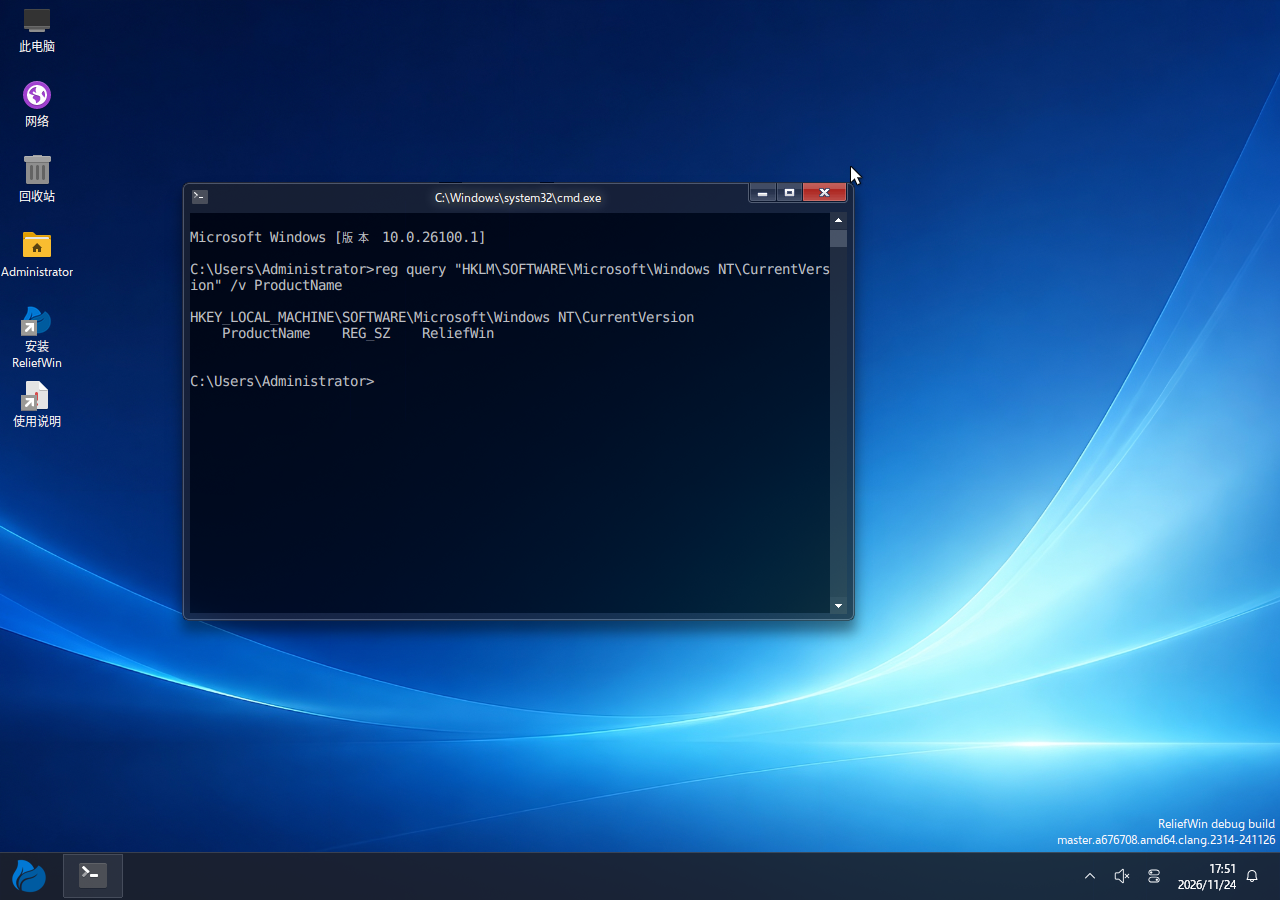 此电脑
网络
回收站
Administrator
安装
ReliefWin
使用说明
C:\Windows\system32\cmd.exe
Microsoft Windows [版本 10.0.26100.1]
C:\Users\Administrator>reg query "HKLM\SOFTWARE\Microsoft\Windows NT\CurrentVers
ion" /v ProductName
HKEY_LOCAL_MACHINE\SOFTWARE\Microsoft\Windows NT\CurrentVersion
    ProductName    REG_SZ    ReliefWin
C:\Users\Administrator>
ReliefWin debug build
master.a676708.amd64.clang.2314-241126
17:51
2026/11/24